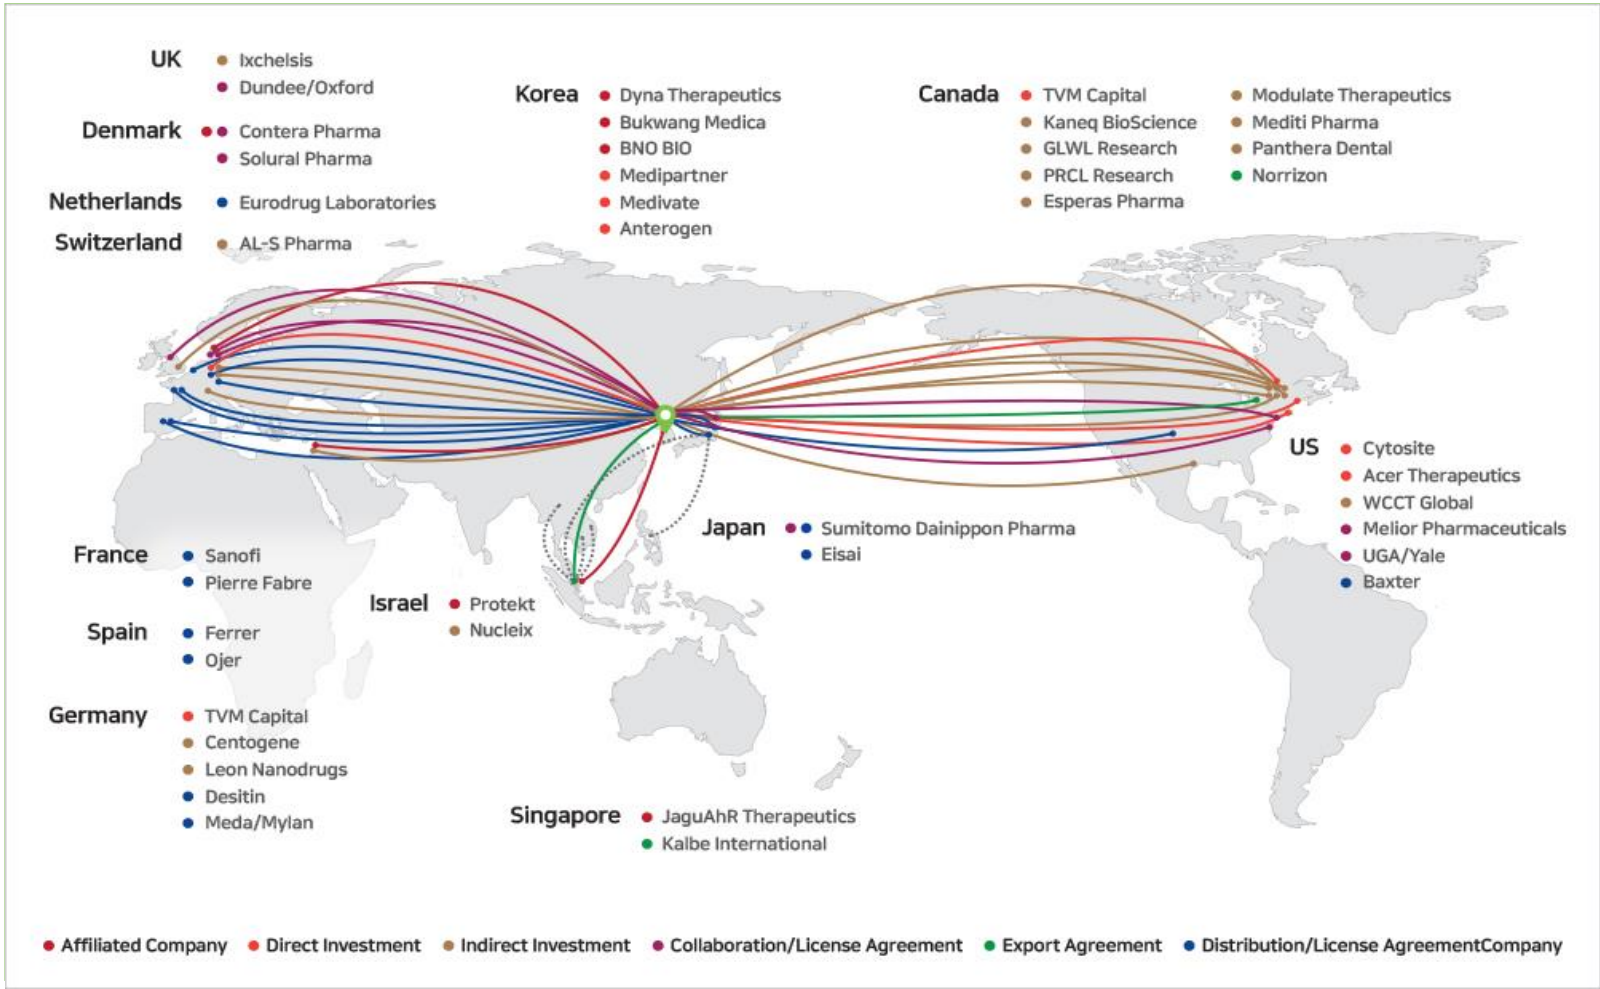 UK
Ixchelsis
Dundee/Oxford
Denmark
Contera Pharma
Solural Pharma
Netherlands
Eurodrug Laboratories
Switzerland
AL-S Pharma
Korea
Dyna Therapeutics
Bukwang Medica
BNO BIO
Medipartner
Medivate
Anterogen
Canada
TVM Capital
Kaneq BioScience
GLWL Research
PRCL Research
Esperas Pharma
Modulate Therapeutics
Mediti Pharma
Panthera Dental
Norrizon
US
Cytosite
Acer Therapeutics
WCCT Global
Melior Pharmaceuticals
UGA/Yale
Baxter
Japan
Sumitomo Dainippon Pharma
Eisai
France
Sanofi
Pierre Fabre
Israel
Protekt
Nucleix
Spain
Ferrer
Ojer
Germany
TVM Capital
Centogene
Leon Nanodrugs
Desitin
Meda/Mylan
Singapore
JaguAhR Therapeutics
Kalbe International
Affiliated Company Direct Investment Indirect Investment Collaboration/License Agreement Export Agreement Distribution/License AgreementCompany